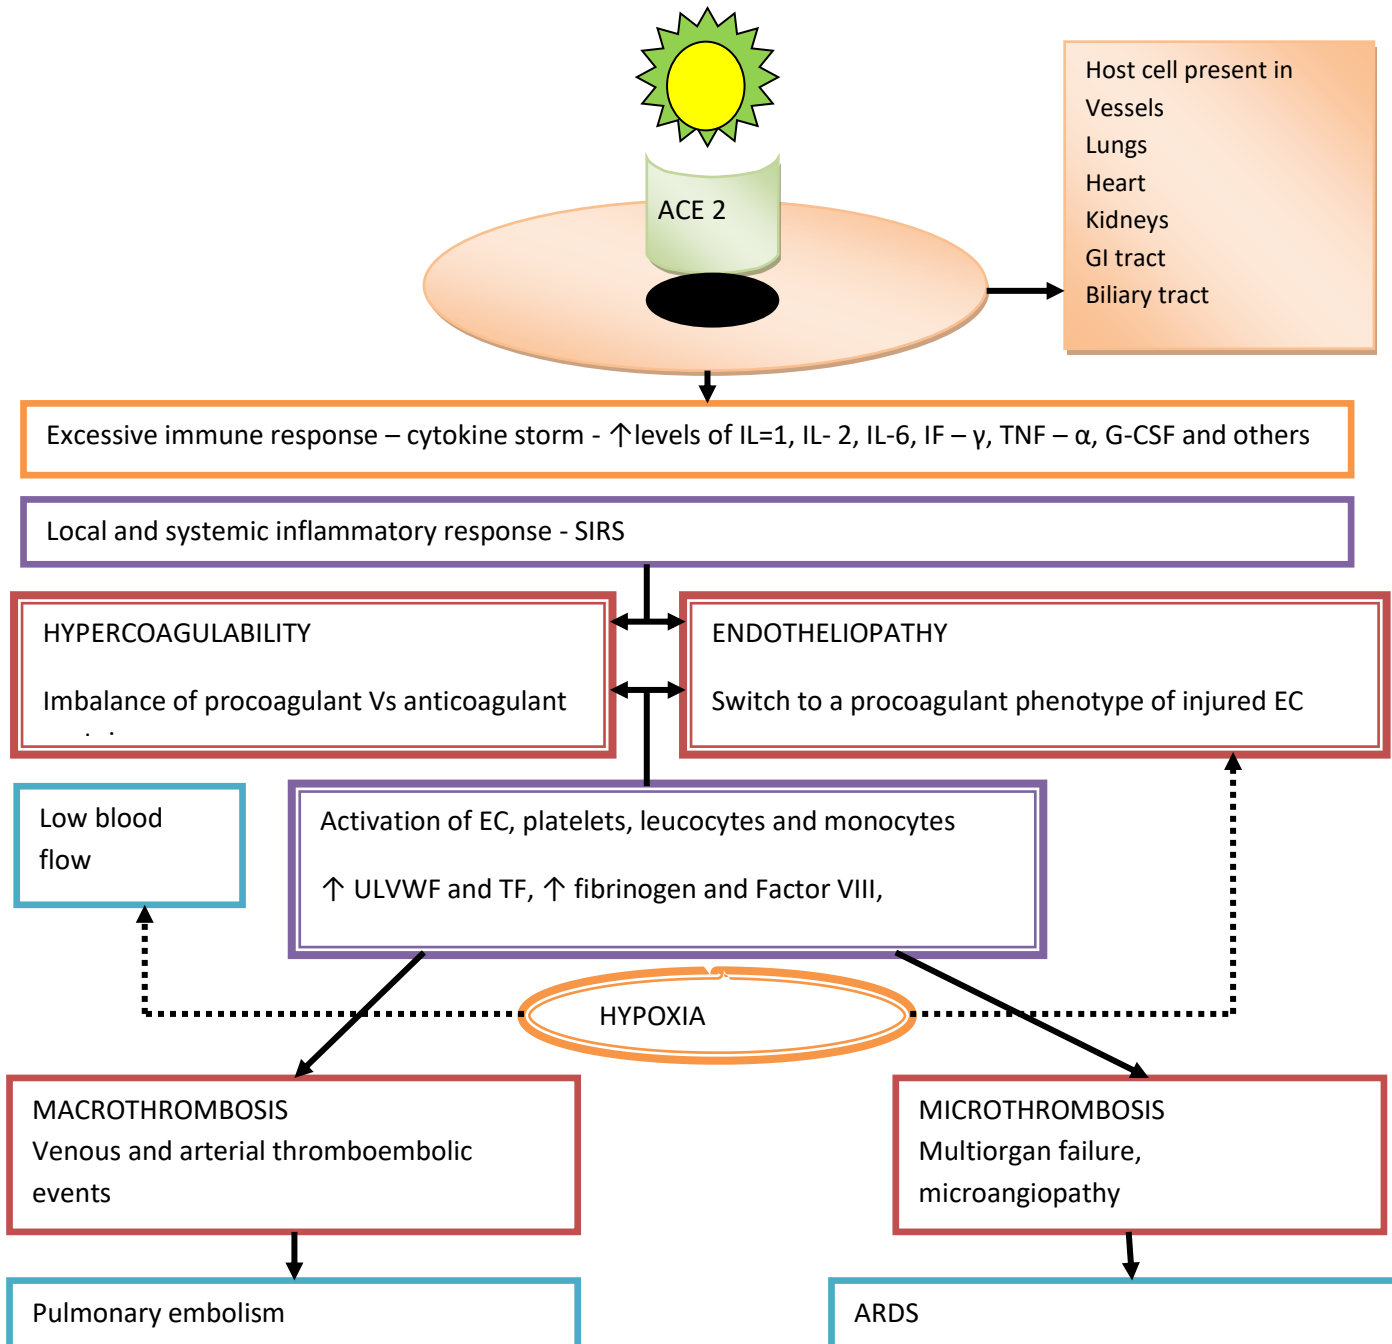 Host cell present in
Vessels
Lungs
Heart
Kidneys
GI tract
Biliary tract
ACE 2
Excessive immune response – cytokine storm - ↑levels of IL=1, IL- 2, IL-6, IF – γ, TNF – α, G-CSF and others
Local and systemic inflammatory response - SIRS
HYPERCOAGULABILITY
Imbalance of procoagulant Vs anticoagulant
ENDOTHELIOPATHY
Switch to a procoagulant phenotype of injured EC
Low blood
flow
Activation of EC, platelets, leucocytes and monocytes
↑ ULVWF and TF, ↑ fibrinogen and Factor VIII,
HYPOXIA
MACROTHROMBOSIS
Venous and arterial thromboembolic
events
MICROTHROMBOSIS
Multiorgan failure,
microangiopathy
Pulmonary embolism
ARDS